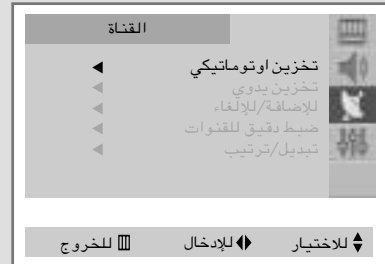 القناة
تخزين اوتوماتيكي
تخزين يدوي
للإضافة/للإلغاء
ضبط دقيق للقنوات
تبديل/ترتيب
للاختيار للإدخال للخروج